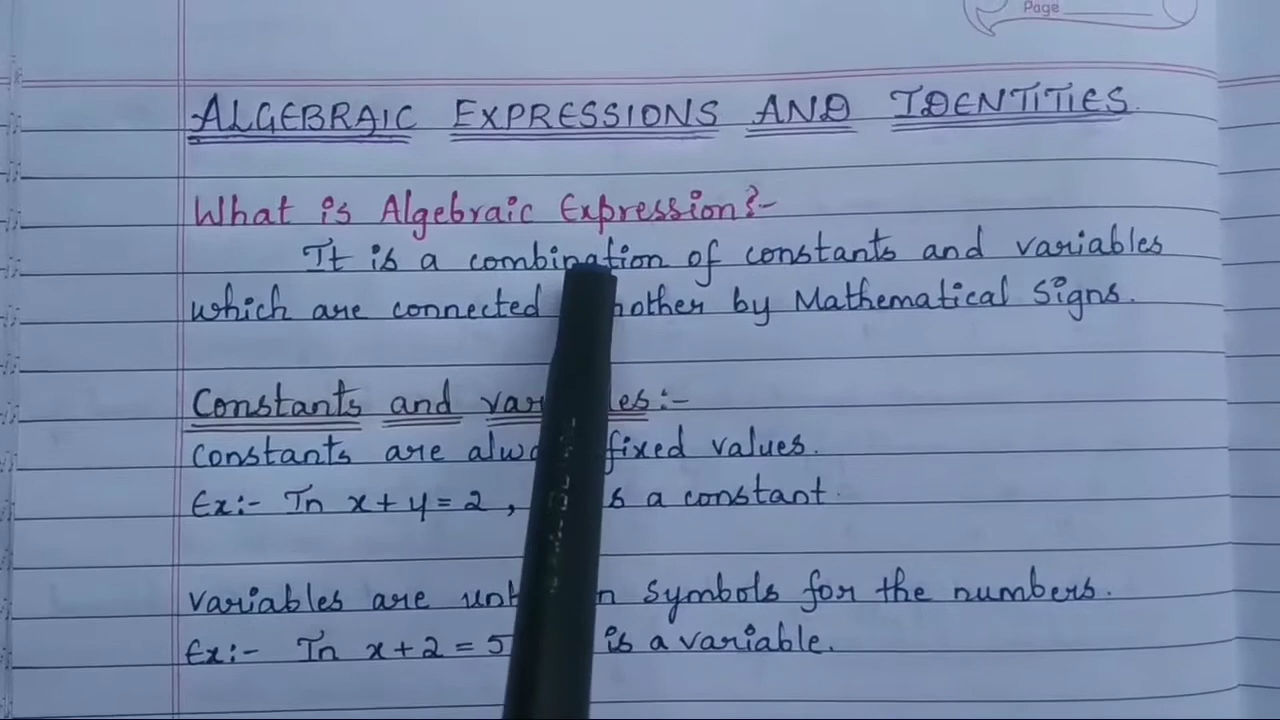 Page
ALGEBRAIC EXPRESSIONS AND IDENTITIES.
What is Algebraic Expression?:-
It is a combination of constants and variables
which are connected by Mathematical Signs.
Constants and :-
Constants are fixed values.
Ex:- In x+y=2, is a constant.
Variables are symbols for the numbers.
Ex:- In x+2=5 is a variable.